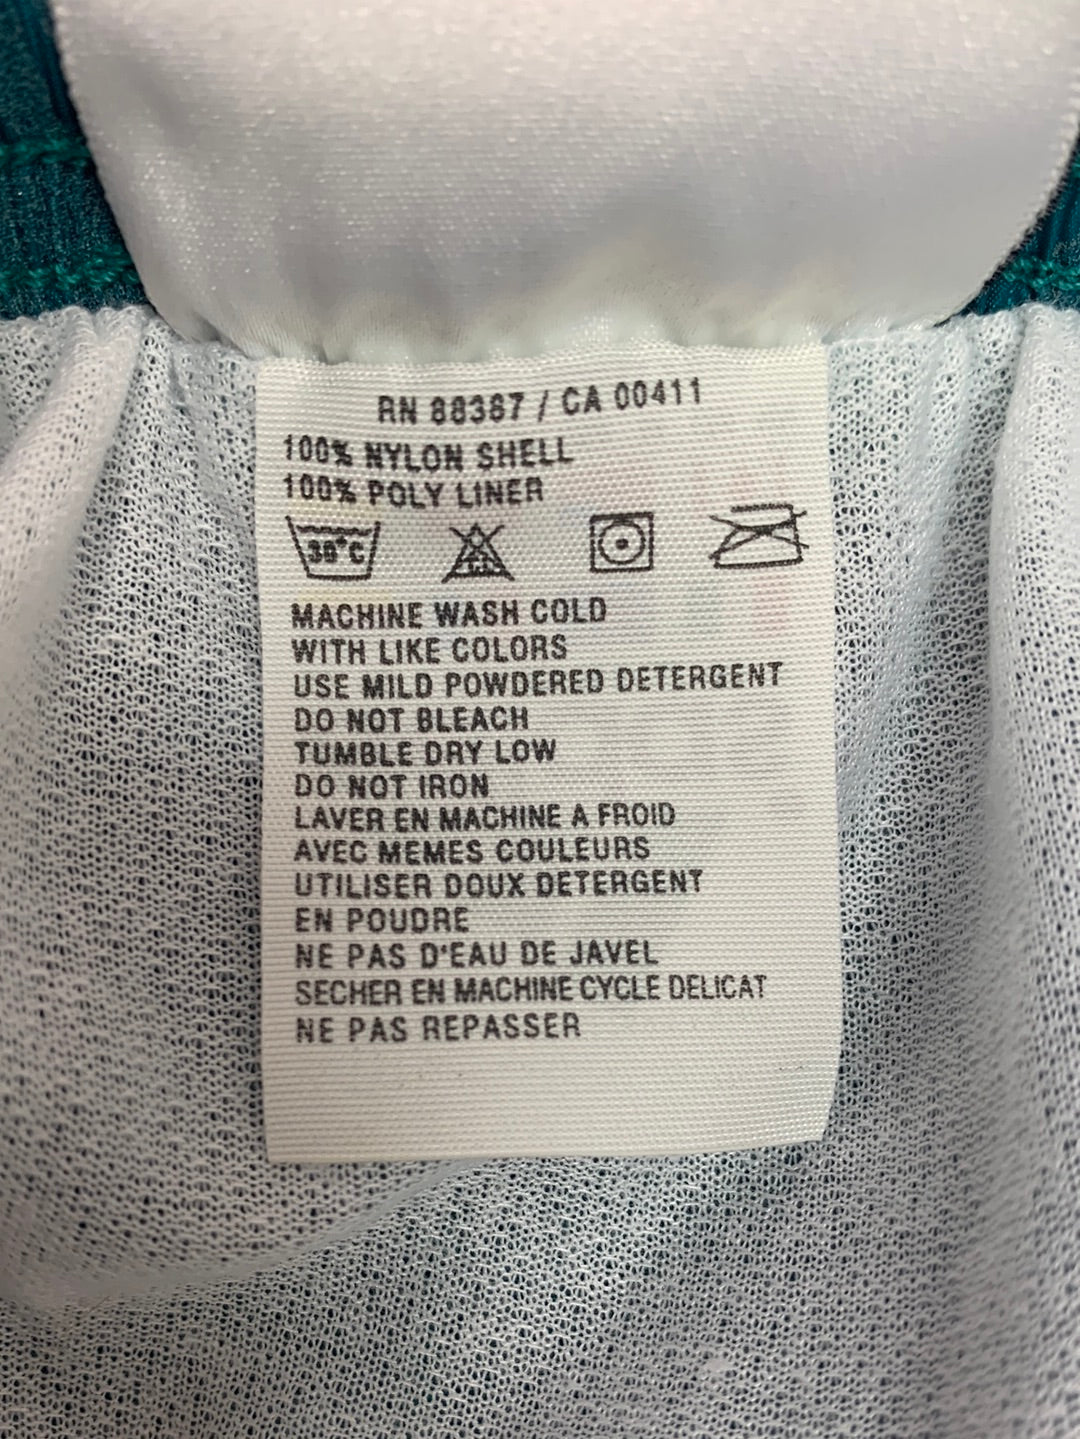 RN 88387 / CA 00411
100% NYLON SHELL
100% POLY LINER
30°C
MACHINE WASH COLD
WITH LIKE COLORS
USE MILD POWDERED DETERGENT
DO NOT BLEACH
TUMBLE DRY LOW
DO NOT IRON
LAVER EN MACHINE A FROID
AVEC MEMES COULEURS
UTILISER DOUX DETERGENT
EN POUDRE
NE PAS D'EAU DE JAVEL
SECHER EN MACHINE CYCLE DELICAT
NE PAS REPASSER